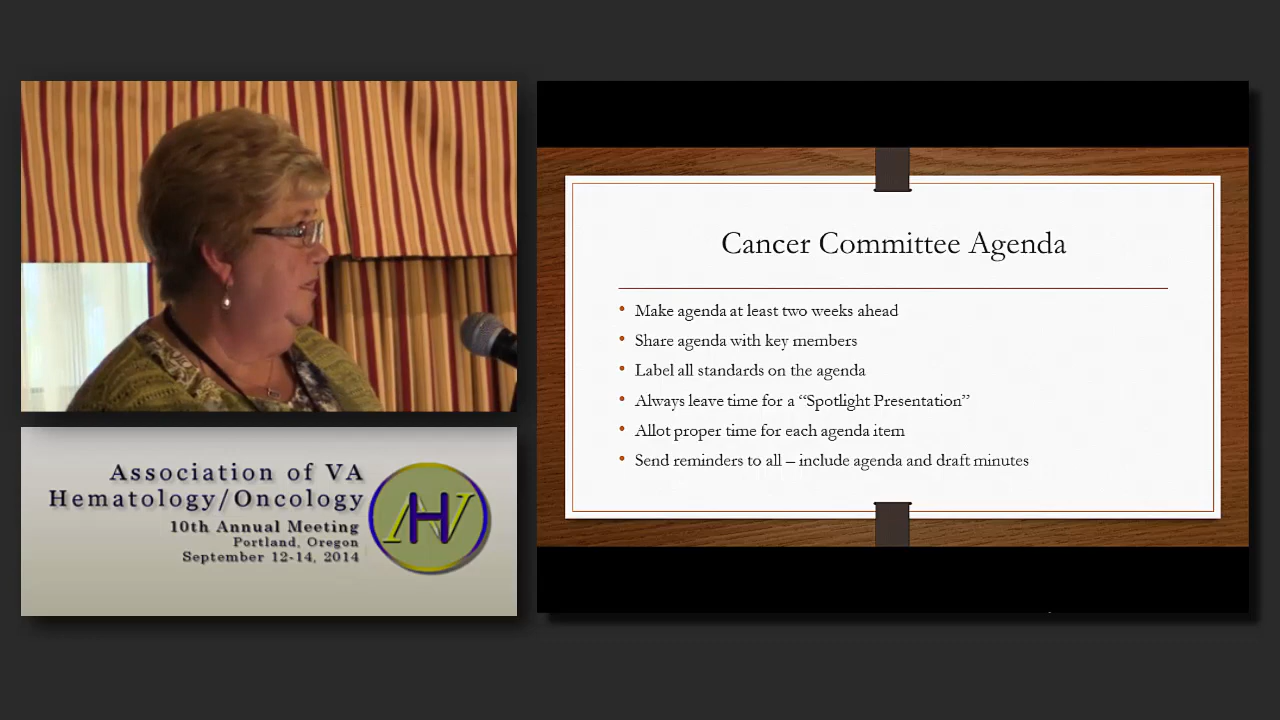 Association of VA
Hematology/Oncology
10th Annual Meeting
Portland, Oregon
September 12-14, 2014
AHV
Cancer Committee Agenda
• Make agenda at least two weeks ahead
• Share agenda with key members
• Label all standards on the agenda
• Always leave time for a “Spotlight Presentation”
• Allot proper time for each agenda item
• Send reminders to all – include agenda and draft minutes